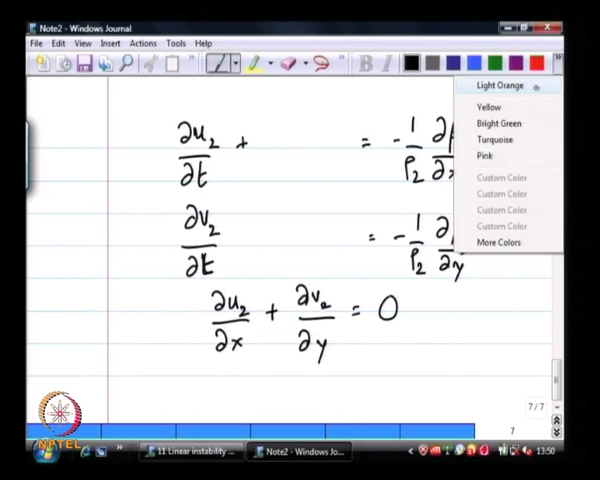 Note2 - Windows Journal
File Edit View Insert Actions Tools Help
B I
Light Orange
Yellow
Bright Green
Turquoise
Pink
Custom Color
Custom Color
Custom Color
Custom Color
More Colors
∂u₂/∂t + = - 1/ρ₂ ∂p/∂x
∂v₂/∂t = - 1/ρ₂ ∂p/∂y
∂u₂/∂x + ∂v₂/∂y = 0
7/7
7
NPTEL
11 Linear instability ...
Note2 - Windows Jo...
13:50